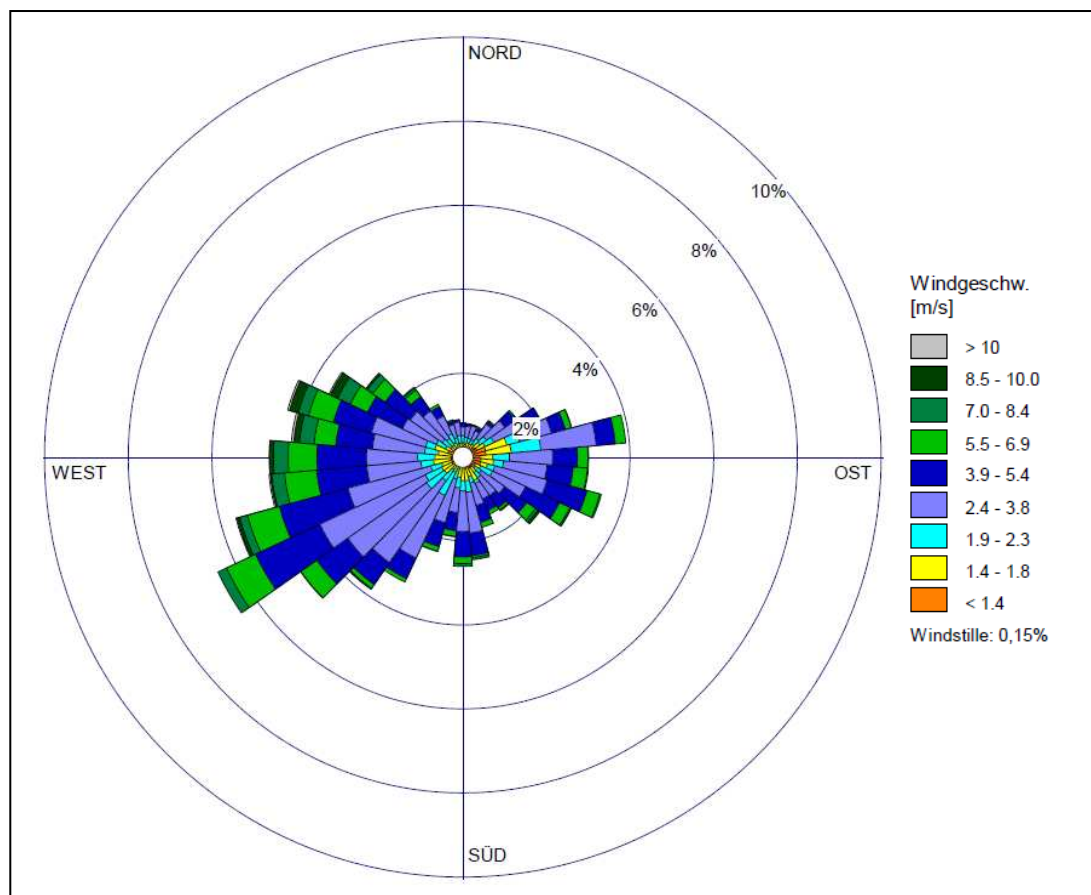 NORD
10%
8%
6%
4%
2%
WEST
OST
SÜD
Windgeschw.
[m/s]
> 10
8.5 - 10.0
7.0 - 8.4
5.5 - 6.9
3.9 - 5.4
2.4 - 3.8
1.9 - 2.3
1.4 - 1.8
< 1.4
Windstille: 0,15%